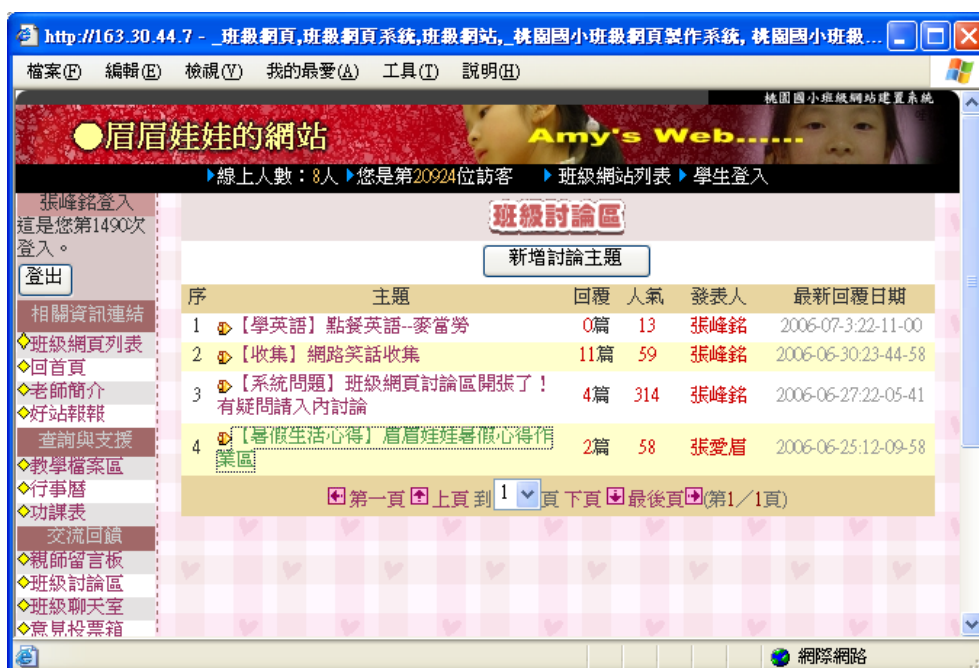 http://163.30.44.7 - _班級網頁,班級網頁系統,班級網站,_桃園國小班級網頁製作系統, 桃園國小班級...
檔案(F) 編輯(E) 檢視(V) 我的最愛(A) 工具(T) 說明(H)
桃園國小班級網站建置系統
眉眉娃娃的網站 Amy's Web......
線上人數：8人 您是第20924位訪客 班級網站列表 學生登入
張峰銘登入
這是您第1490次
登入。
登出
相關資訊連結
班級網頁列表
回首頁
老師簡介
好站報報
查詢與支援
教學檔案區
行事曆
功課表
交流回饋
親師留言板
班級討論區
班級聊天室
意見投票箱
班級討論區
新增討論主題
序 主題 回覆 人氣 發表人 最新回覆日期
1 【學英語】點餐英語--麥當勞 0篇 13 張峰銘 2006-07-3:22-11-00
2 【收集】網路笑話收集 11篇 59 張峰銘 2006-06-30:23-44-58
3 【系統問題】班級網頁討論區開張了！ 4篇 314 張峰銘 2006-06-27:22-05-41
有疑問請入內討論
4 【暑假生活心得】眉眉娃娃暑假心得作 2篇 58 張愛眉 2006-06-25:12-09-58
業區
第一頁 上頁 到 1 頁 下頁 最後頁 (第1／1頁)
網際網路